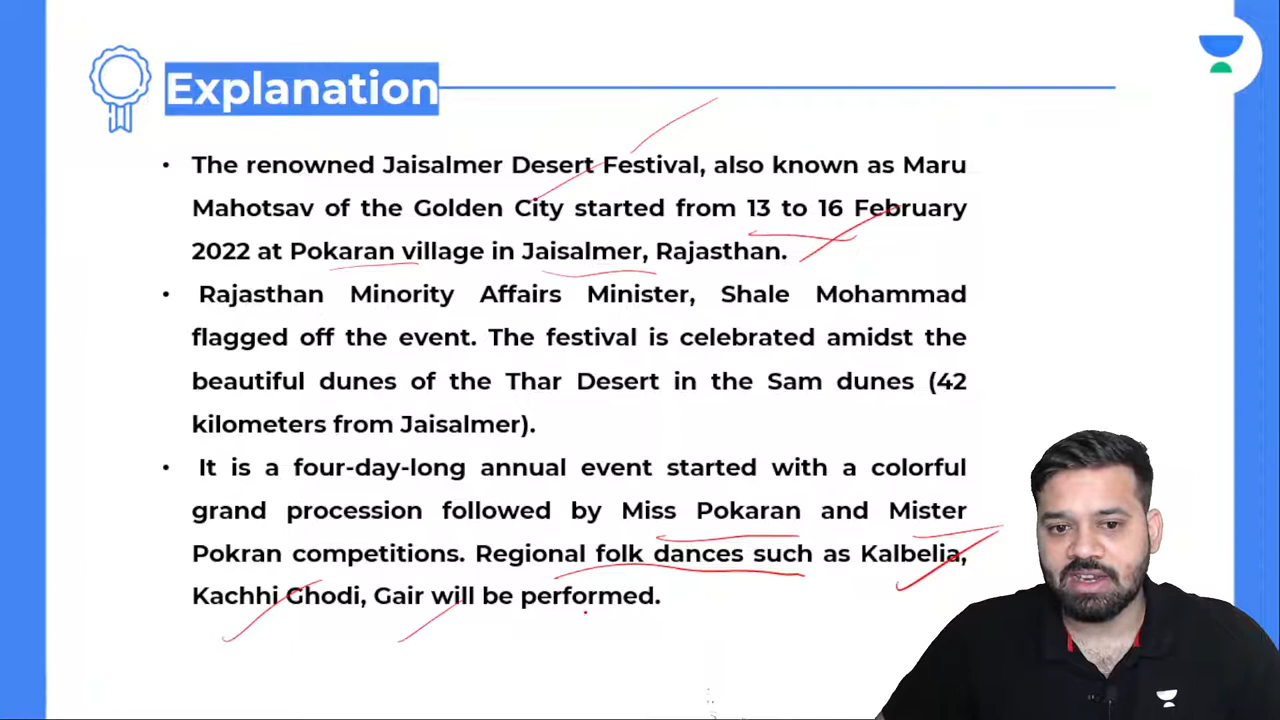 Explanation
• The renowned Jaisalmer Desert Festival, also known as Maru
Mahotsav of the Golden City started from 13 to 16 February
2022 at Pokaran village in Jaisalmer, Rajasthan.
• Rajasthan Minority Affairs Minister, Shale Mohammad
flagged off the event. The festival is celebrated amidst the
beautiful dunes of the Thar Desert in the Sam dunes (42
kilometers from Jaisalmer).
• It is a four-day-long annual event started with a colorful
grand procession followed by Miss Pokaran and Mister
Pokran competitions. Regional folk dances such as Kalbelia,
Kachhi Ghodi, Gair will be performed.